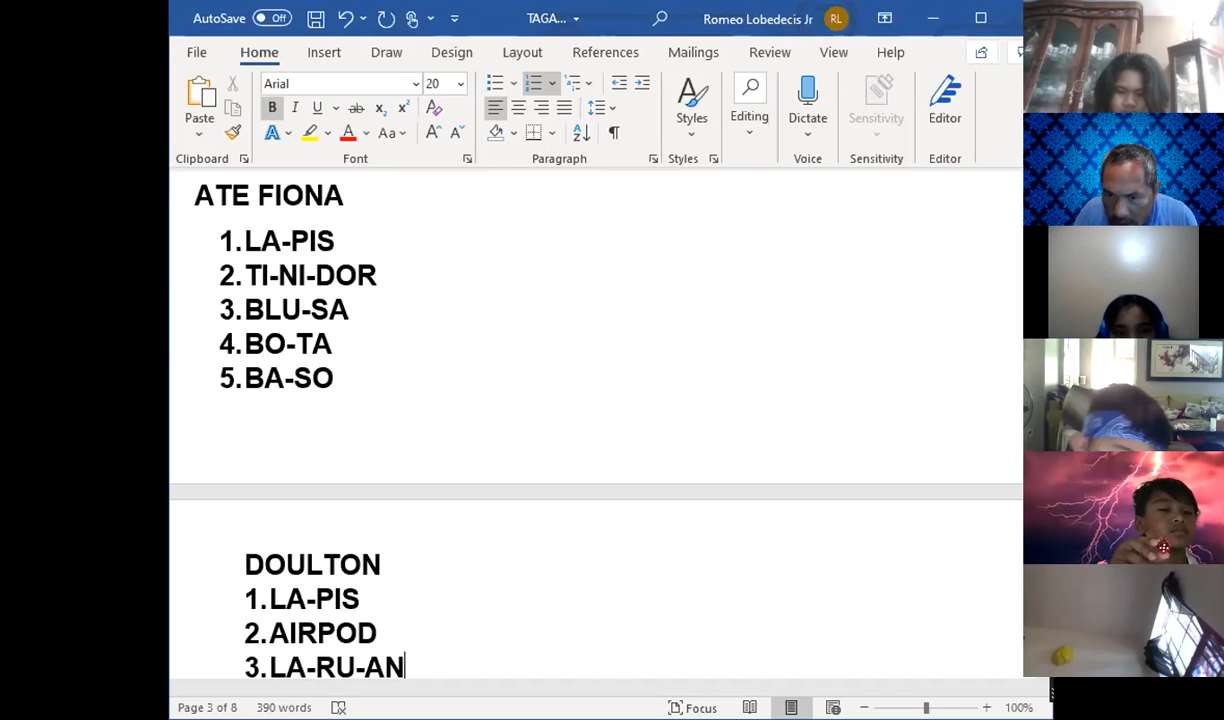 AutoSave Off TAGA... Romeo Lobedecis Jr RL
File Home Insert Draw Design Layout References Mailings Review View Help
Arial 20
Paste Styles Editing Dictate Sensitivity Editor
Clipboard Font Paragraph Styles Voice Sensitivity Editor
ATE FIONA
1. LA-PIS
2. TI-NI-DOR
3. BLU-SA
4. BO-TA
5. BA-SO
DOULTON
1. LA-PIS
2. AIRPOD
3. LA-RU-AN
Page 3 of 8 390 words Focus 100%